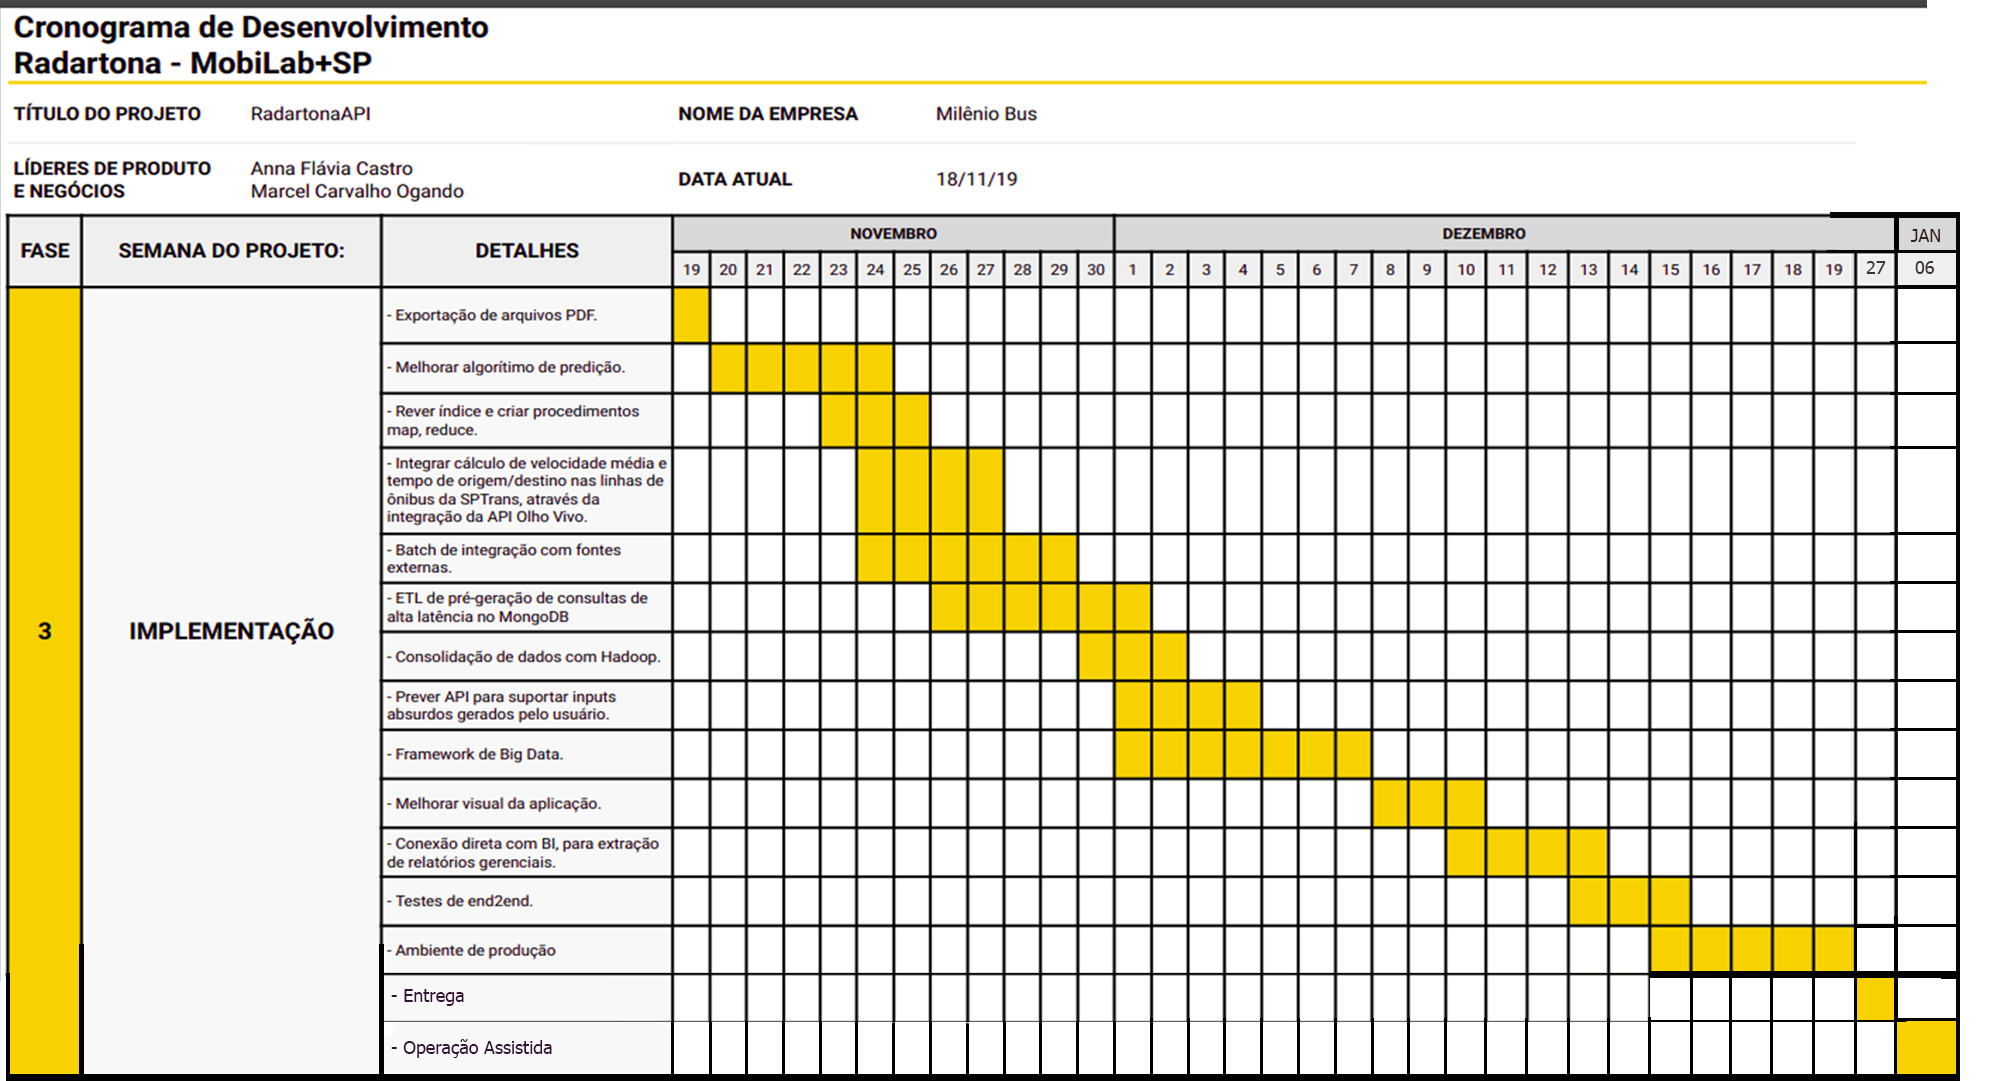 Cronograma de Desenvolvimento
Radartona - MobiLab+SP
TÍTULO DO PROJETO RadartonaAPI NOME DA EMPRESA Milênio Bus
LÍDERES DE PRODUTO
E NEGÓCIOS
Anna Flávia Castro
Marcel Carvalho Ogando
DATA ATUAL 18/11/19
FASE SEMANA DO PROJETO: DETALHES NOVEMBRO DEZEMBRO JAN
19 20 21 22 23 24 25 26 27 28 29 30 1 2 3 4 5 6 7 8 9 10 11 12 13 14 15 16 17 18 19 27 06
3
IMPLEMENTAÇÃO
- Exportação de arquivos PDF.
- Melhorar algorítimo de predição.
- Rever índice e criar procedimentos
map, reduce.
- Integrar cálculo de velocidade média e
tempo de origem/destino nas linhas de
ônibus da SPTrans, através da
integração da API Olho Vivo.
- Batch de integração com fontes
externas.
- ETL de pré-geração de consultas de
alta latência no MongoDB
- Consolidação de dados com Hadoop.
- Prever API para suportar inputs
absurdos gerados pelo usuário.
- Framework de Big Data.
- Melhorar visual da aplicação.
- Conexão direta com BI, para extração
de relatórios gerenciais.
- Testes de end2end.
- Ambiente de produção
- Entrega
- Operação Assistida